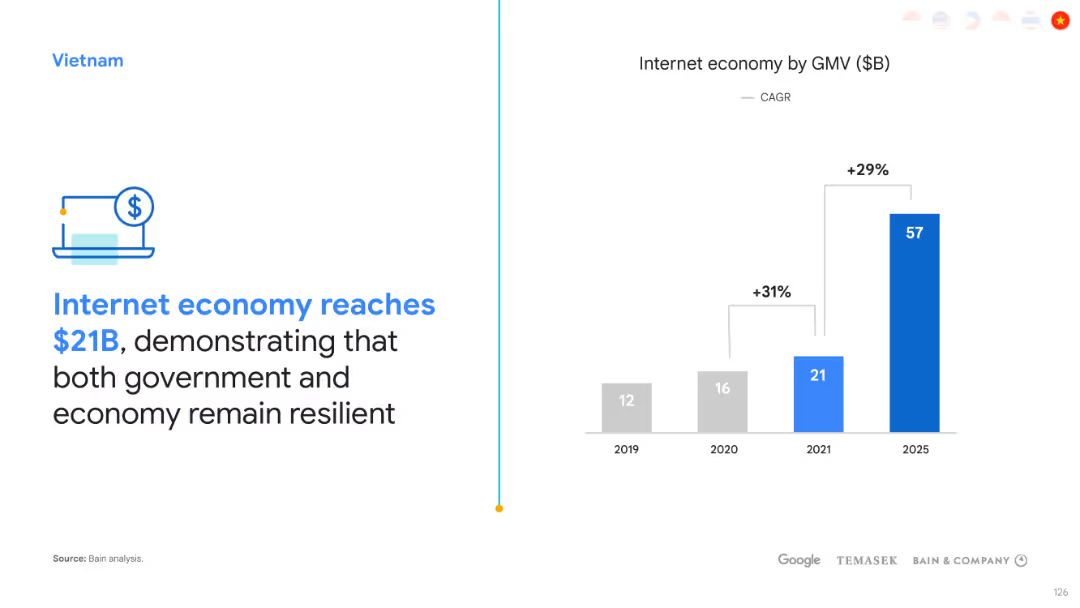 Vietnam
$
Internet economy reaches
$21B, demonstrating that
both government and
economy remain resilient
Internet economy by GMV ($B)
CAGR
+29%
57
+31%
21
16
12
2019
2020
2021
2025
Source: Bain analysis.
Google
TEMASEK
BAIN & COMPANY
126